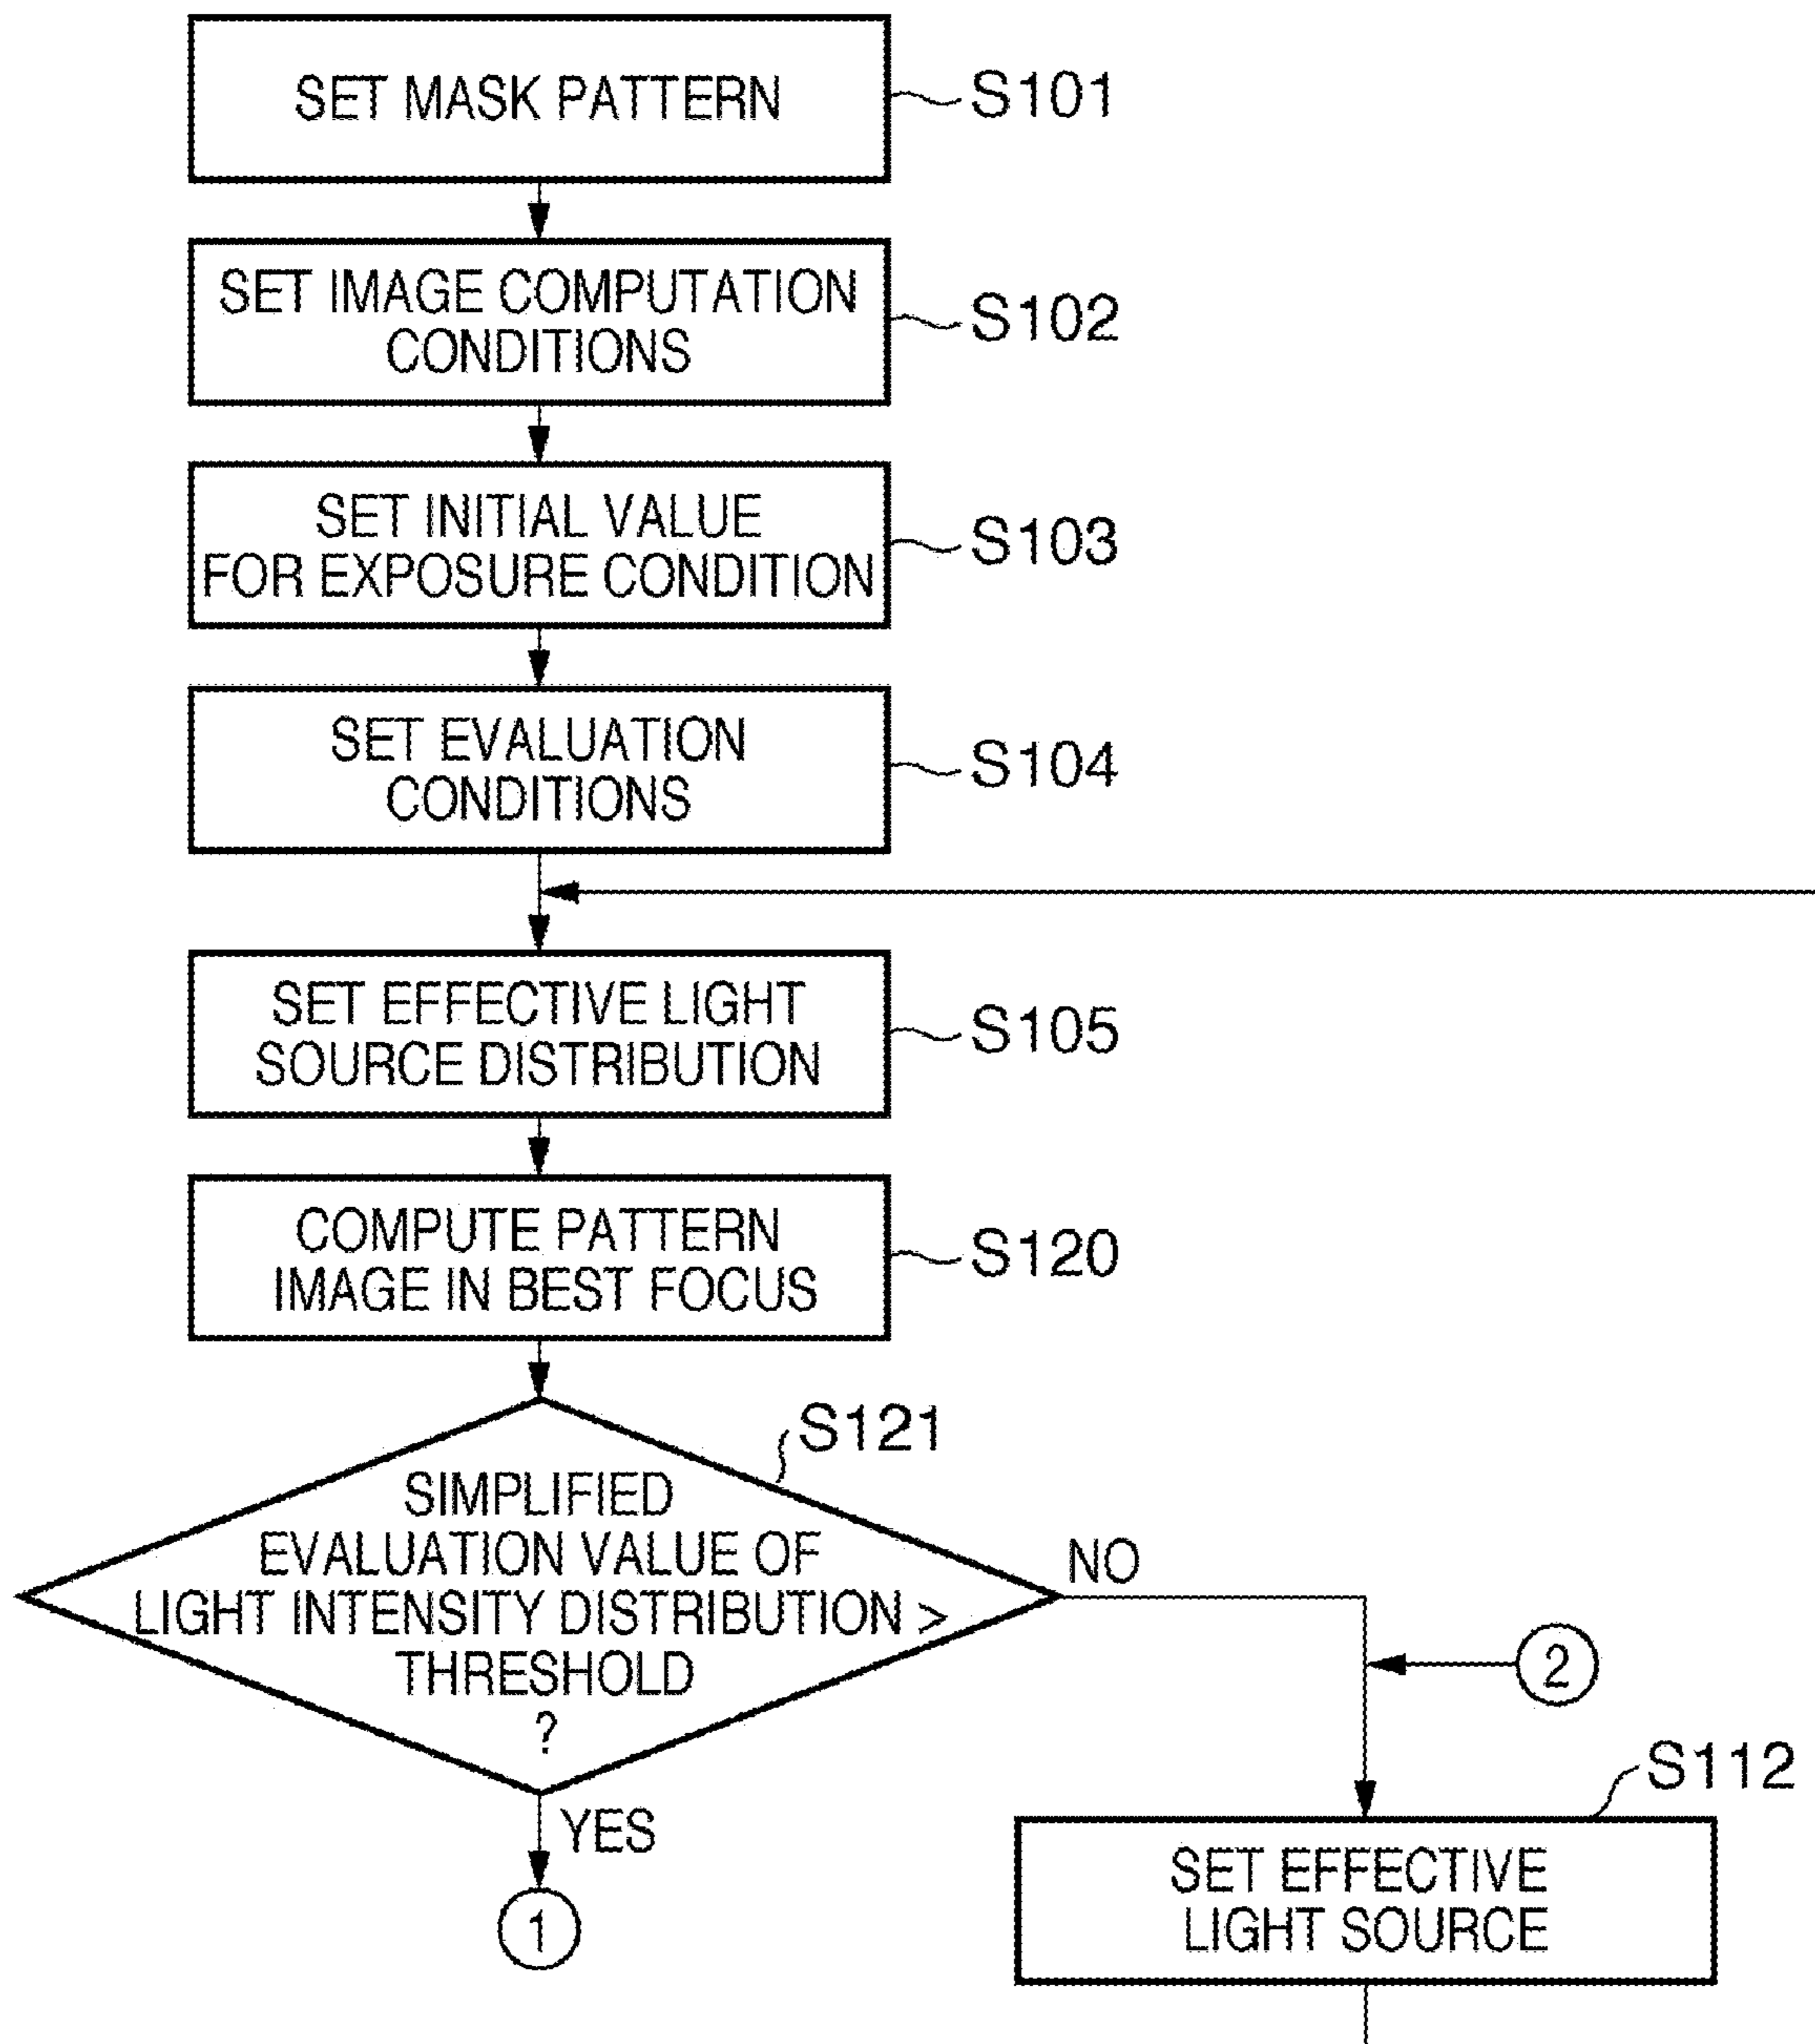 SET MASK PATTERN
S101
SET IMAGE COMPUTATION
CONDITIONS
S102
SET INITIAL VALUE
FOR EXPOSURE CONDITION
S103
SET EVALUATION
CONDITIONS
S104
SET EFFECTIVE LIGHT
SOURCE DISTRIBUTION
S105
COMPUTE PATTERN
IMAGE IN BEST FOCUS
S120
S121
SIMPLIFIED
EVALUATION VALUE OF
LIGHT INTENSITY DISTRIBUTION >
THRESHOLD
?
NO
2
YES
1
S112
SET EFFECTIVE
LIGHT SOURCE